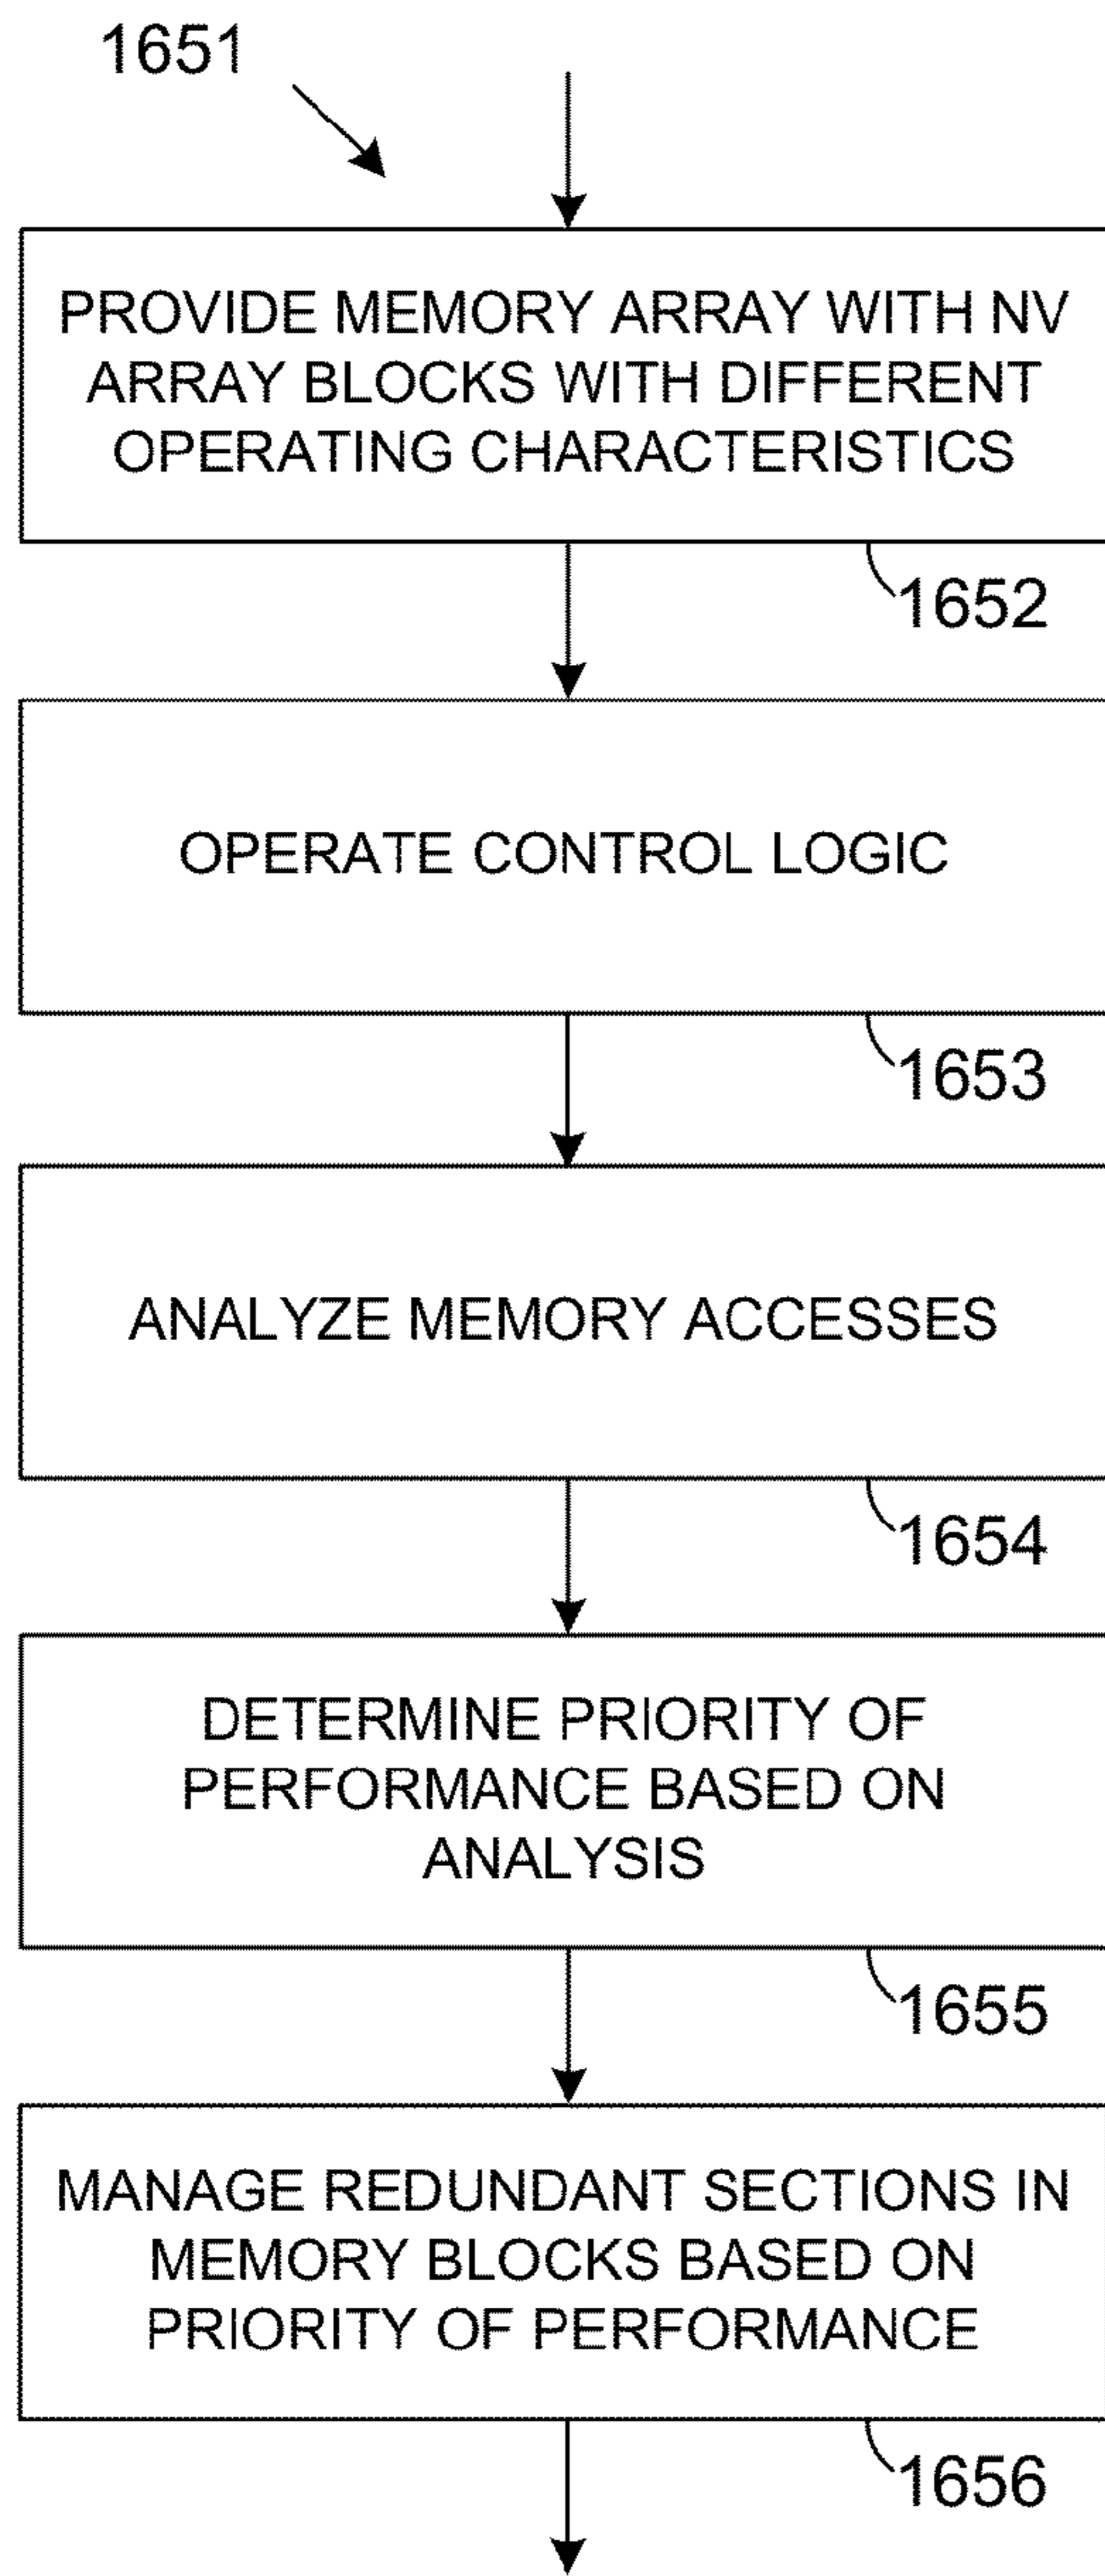 1651
PROVIDE MEMORY ARRAY WITH NV
ARRAY BLOCKS WITH DIFFERENT
OPERATING CHARACTERISTICS
1652
OPERATE CONTROL LOGIC
1653
ANALYZE MEMORY ACCESSES
1654
DETERMINE PRIORITY OF
PERFORMANCE BASED ON
ANALYSIS
1655
MANAGE REDUNDANT SECTIONS IN
MEMORY BLOCKS BASED ON
PRIORITY OF PERFORMANCE
1656